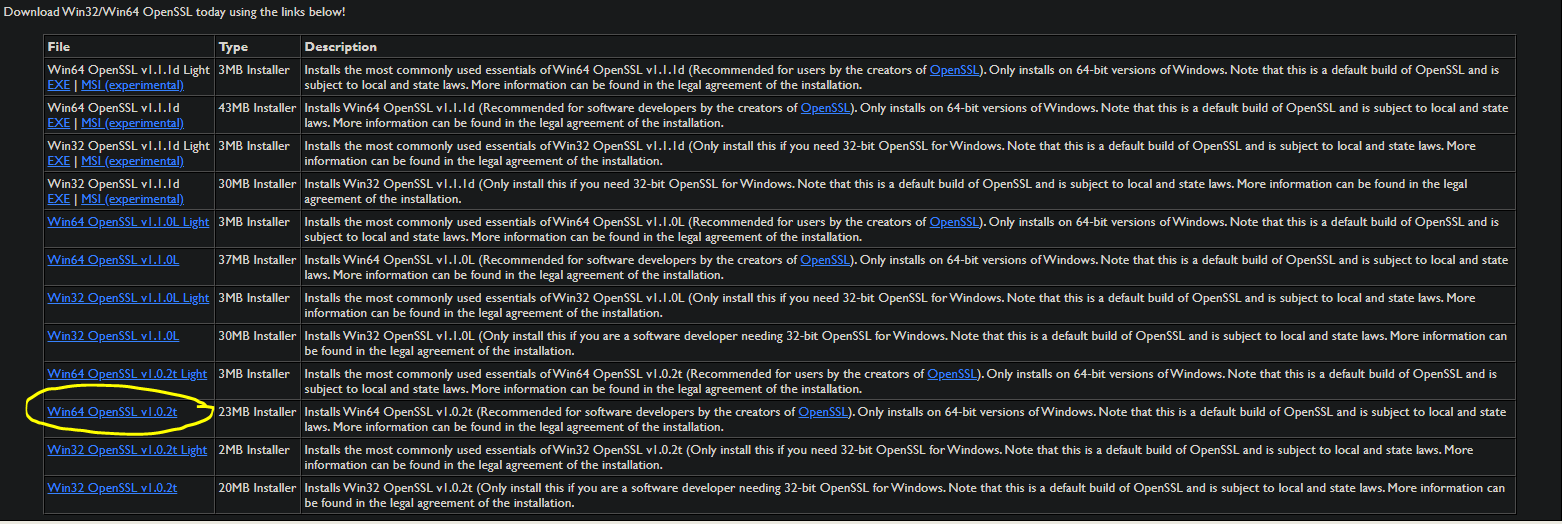 Download Win32/Win64 OpenSSL today using the links below!
File Type Description
Win64 OpenSSL v1.1.1d Light 3MB Installer Installs the most commonly used essentials of Win64 OpenSSL v1.1.1d (Recommended for users by the creators of OpenSSL). Only installs on 64-bit versions of Windows. Note that this is a default build of OpenSSL and is
EXE | MSI (experimental) subject to local and state laws. More information can be found in the legal agreement of the installation.
Win64 OpenSSL v1.1.1d 43MB Installer Installs Win64 OpenSSL v1.1.1d (Recommended for software developers by the creators of OpenSSL). Only installs on 64-bit versions of Windows. Note that this is a default build of OpenSSL and is subject to local and state
EXE | MSI (experimental) laws. More information can be found in the legal agreement of the installation.
Win32 OpenSSL v1.1.1d Light 3MB Installer Installs the most commonly used essentials of Win32 OpenSSL v1.1.1d (Only install this if you need 32-bit OpenSSL for Windows. Note that this is a default build of OpenSSL and is subject to local and state laws. More
EXE | MSI (experimental) information can be found in the legal agreement of the installation.
Win32 OpenSSL v1.1.1d 30MB Installer Installs Win32 OpenSSL v1.1.1d (Only install this if you need 32-bit OpenSSL for Windows. Note that this is a default build of OpenSSL and is subject to local and state laws. More information can be found in the legal
EXE | MSI (experimental) agreement of the installation.
Win64 OpenSSL v1.1.0L Light 3MB Installer Installs the most commonly used essentials of Win64 OpenSSL v1.1.0L (Recommended for users by the creators of OpenSSL). Only installs on 64-bit versions of Windows. Note that this is a default build of OpenSSL and is
subject to local and state laws. More information can be found in the legal agreement of the installation.
Win64 OpenSSL v1.1.0L 37MB Installer Installs Win64 OpenSSL v1.1.0L (Recommended for software developers by the creators of OpenSSL). Only installs on 64-bit versions of Windows. Note that this is a default build of OpenSSL and is subject to local and state
laws. More information can be found in the legal agreement of the installation.
Win32 OpenSSL v1.1.0L Light 3MB Installer Installs the most commonly used essentials of Win32 OpenSSL v1.1.0L (Only install this if you need 32-bit OpenSSL for Windows. Note that this is a default build of OpenSSL and is subject to local and state laws. More
information can be found in the legal agreement of the installation.
Win32 OpenSSL v1.1.0L 30MB Installer Installs Win32 OpenSSL v1.1.0L (Only install this if you are a software developer needing 32-bit OpenSSL for Windows. Note that this is a default build of OpenSSL and is subject to local and state laws. More information can
be found in the legal agreement of the installation.
Win64 OpenSSL v1.0.2t Light 3MB Installer Installs the most commonly used essentials of Win64 OpenSSL v1.0.2t (Recommended for users by the creators of OpenSSL). Only installs on 64-bit versions of Windows. Note that this is a default build of OpenSSL and is
subject to local and state laws. More information can be found in the legal agreement of the installation.
Win64 OpenSSL v1.0.2t 23MB Installer Installs Win64 OpenSSL v1.0.2t (Recommended for software developers by the creators of OpenSSL). Only installs on 64-bit versions of Windows. Note that this is a default build of OpenSSL and is subject to local and state
laws. More information can be found in the legal agreement of the installation.
Win32 OpenSSL v1.0.2t Light 2MB Installer Installs the most commonly used essentials of Win32 OpenSSL v1.0.2t (Only install this if you need 32-bit OpenSSL for Windows. Note that this is a default build of OpenSSL and is subject to local and state laws. More
information can be found in the legal agreement of the installation.
Win32 OpenSSL v1.0.2t 20MB Installer Installs Win32 OpenSSL v1.0.2t (Only install this if you are a software developer needing 32-bit OpenSSL for Windows. Note that this is a default build of OpenSSL and is subject to local and state laws. More information can
be found in the legal agreement of the installation.